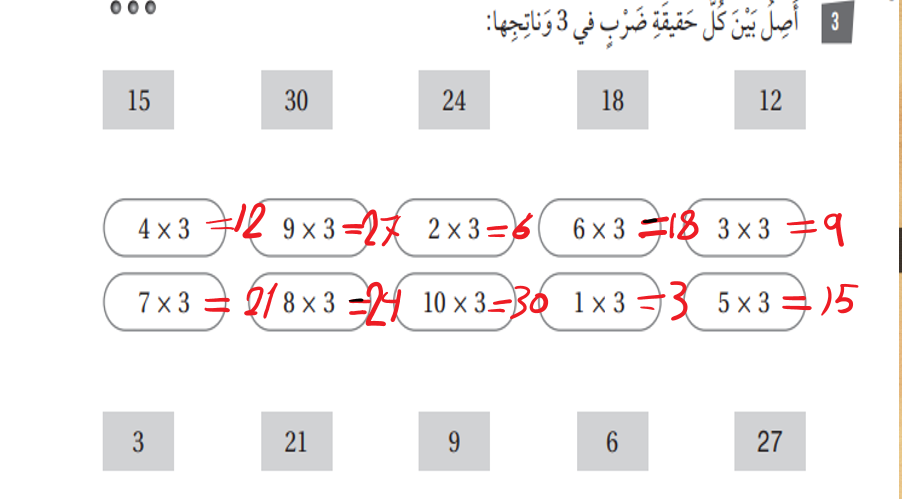 3 أَصِلُ بَيْنَ كُلِّ حَقيقَةِ ضَرْبٍ في 3 وَناتِجِها:
15 30 24 18 12
4 × 3 =12 9 × 3 =27 2 × 3 =6 6 × 3 =18 3 × 3 =9
7 × 3 = 21 8 × 3 =24 10 × 3 =30 1 × 3 =3 5 × 3 =15
3 21 9 6 27